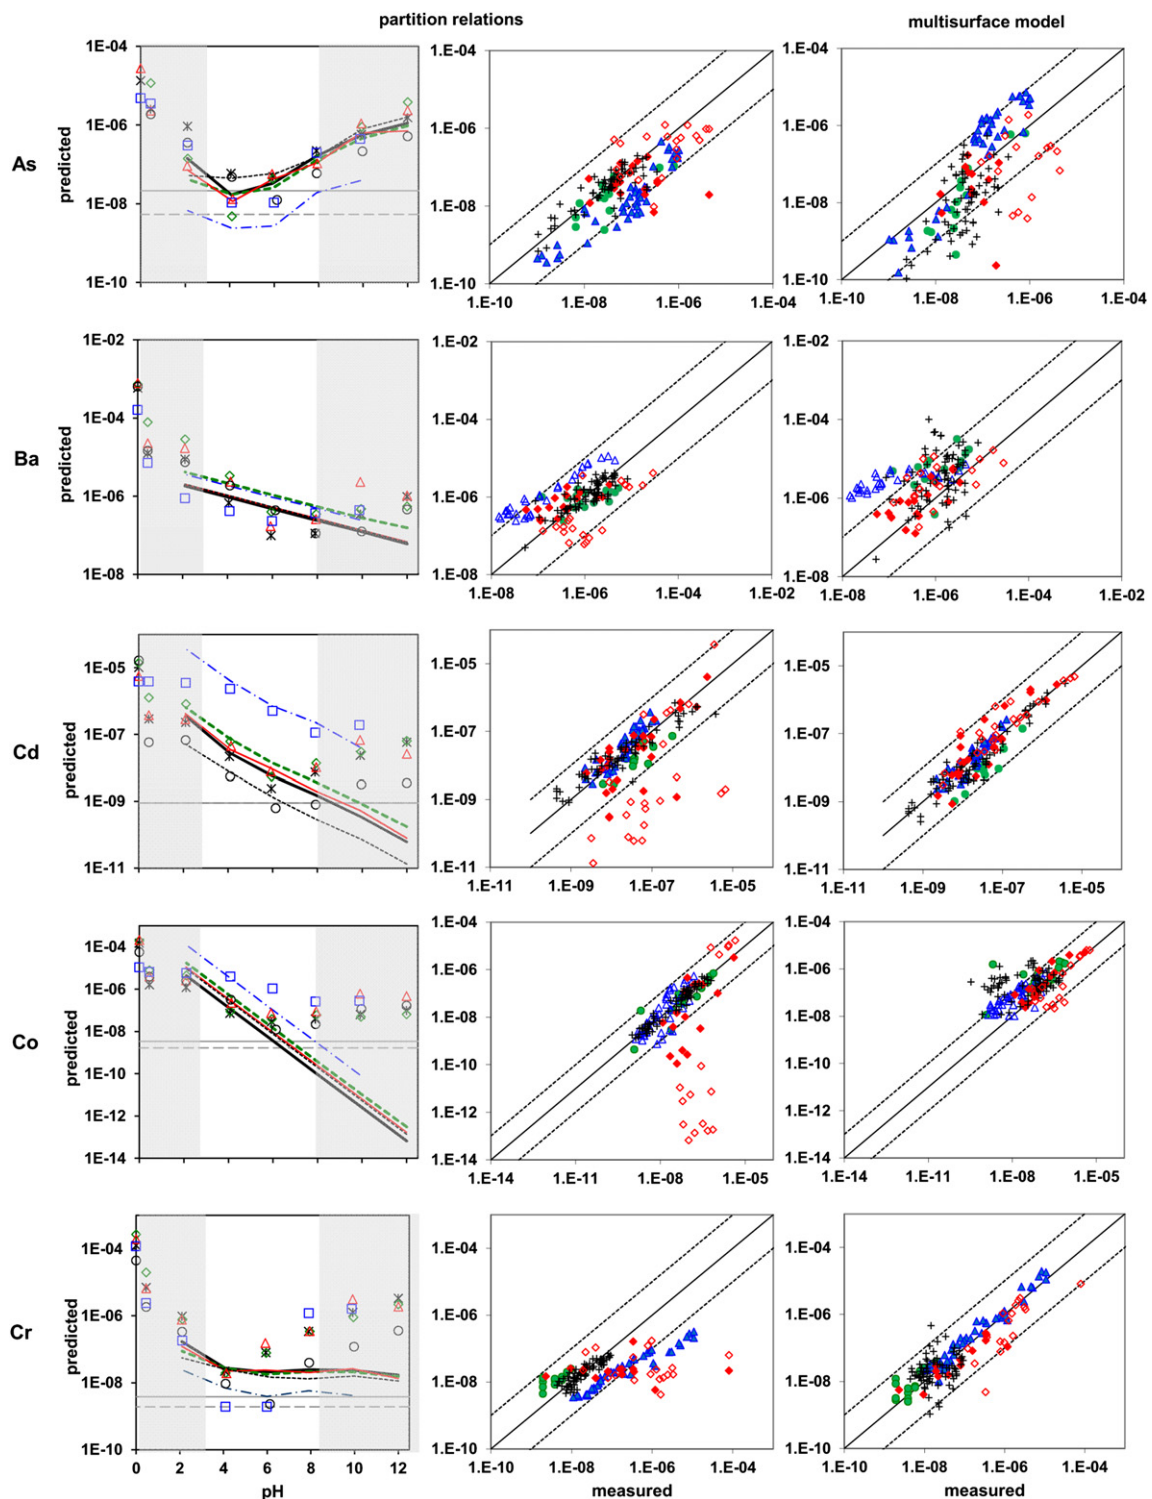 partition relations
multisurface model
As
predicted
1E-04
1E-06
1E-08
1E-10
1.E-04
1.E-06
1.E-08
1.E-10
1.E-10 1.E-08 1.E-06 1.E-04
1.E-04
1.E-06
1.E-08
1.E-10
1.E-10 1.E-08 1.E-06 1.E-04
Ba
predicted
1E-02
1E-04
1E-06
1E-08
1.E-02
1.E-04
1.E-06
1.E-08
1.E-08 1.E-06 1.E-04 1.E-02
1.E-02
1.E-04
1.E-06
1.E-08
1.E-08 1.E-06 1.E-04 1.E-02
Cd
predicted
1E-05
1E-07
1E-09
1E-11
1.E-05
1.E-07
1.E-09
1.E-11
1.E-11 1.E-09 1.E-07 1.E-05
1.E-05
1.E-07
1.E-09
1.E-11
1.E-11 1.E-09 1.E-07 1.E-05
Co
predicted
1E-04
1E-06
1E-08
1E-10
1E-12
1E-14
1.E-04
1.E-06
1.E-08
1.E-10
1.E-12
1.E-14
1.E-14 1.E-11 1.E-08 1.E-05
1.E-04
1.E-06
1.E-08
1.E-10
1.E-12
1.E-14
1.E-14 1.E-11 1.E-08 1.E-05
Cr
predicted
1E-04
1E-06
1E-08
1E-10
0 2 4 6 8 10 12
pH
1.E-04
1.E-06
1.E-08
1.E-10
1.E-10 1.E-08 1.E-06 1.E-04
measured
1.E-04
1.E-06
1.E-08
1.E-10
1.E-10 1.E-08 1.E-06 1.E-04
measured